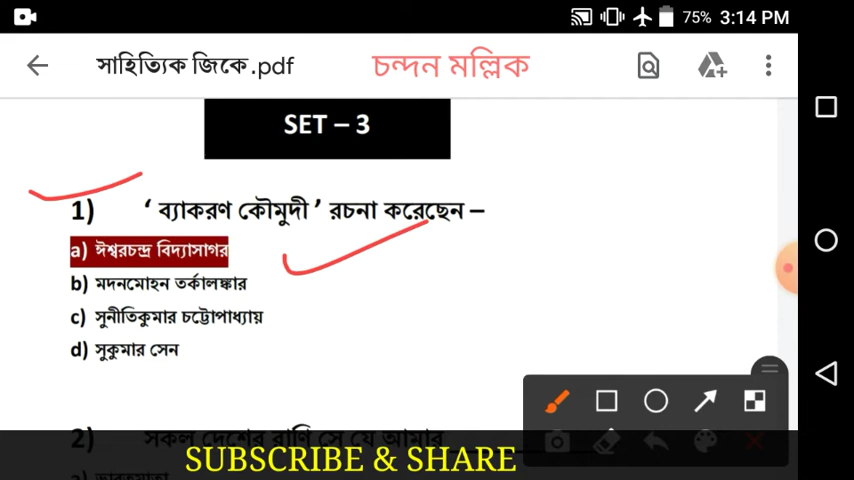 75% 3:14 PM
সাহিত্যিক জিকে.pdf চন্দন মল্লিক
SET – 3
1) ‘ ব্যাকরণ কৌমুদী ’ রচনা করেছেন –
a) ঈশ্বরচন্দ্র বিদ্যাসাগর
b) মদনমোহন তর্কালঙ্কার
c) সুনীতিকুমার চট্টোপাধ্যায়
d) সুকুমার সেন
2) সকল দেশের রাণি সে যে আমার
SUBSCRIBE & SHARE
a) ভারতমাতা